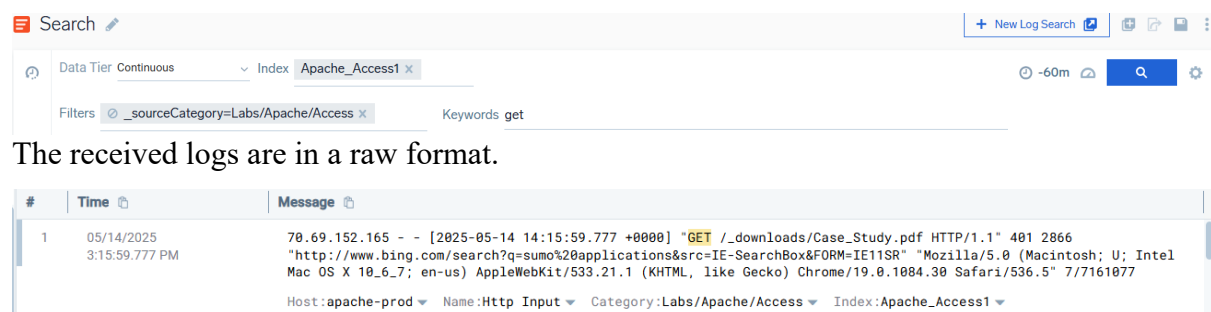 Search
+ New Log Search
Data Tier Continuous Index Apache_Access1 × -60m
Filters _sourceCategory=Labs/Apache/Access × Keywords get
The received logs are in a raw format.
# Time Message
1 05/14/2025 70.69.152.165 - - [2025-05-14 14:15:59.777 +0000] "GET /_downloads/Case_Study.pdf HTTP/1.1" 401 2866
3:15:59.777 PM "http://www.bing.com/search?q=sumo%20applications&src=IE-SearchBox&FORM=IE11SR" "Mozilla/5.0 (Macintosh; U; Intel
Mac OS X 10_6_7; en-us) AppleWebKit/533.21.1 (KHTML, like Gecko) Chrome/19.0.1084.30 Safari/536.5" 7/7161077
Host:apache-prod Name:Http Input Category:Labs/Apache/Access Index:Apache_Access1